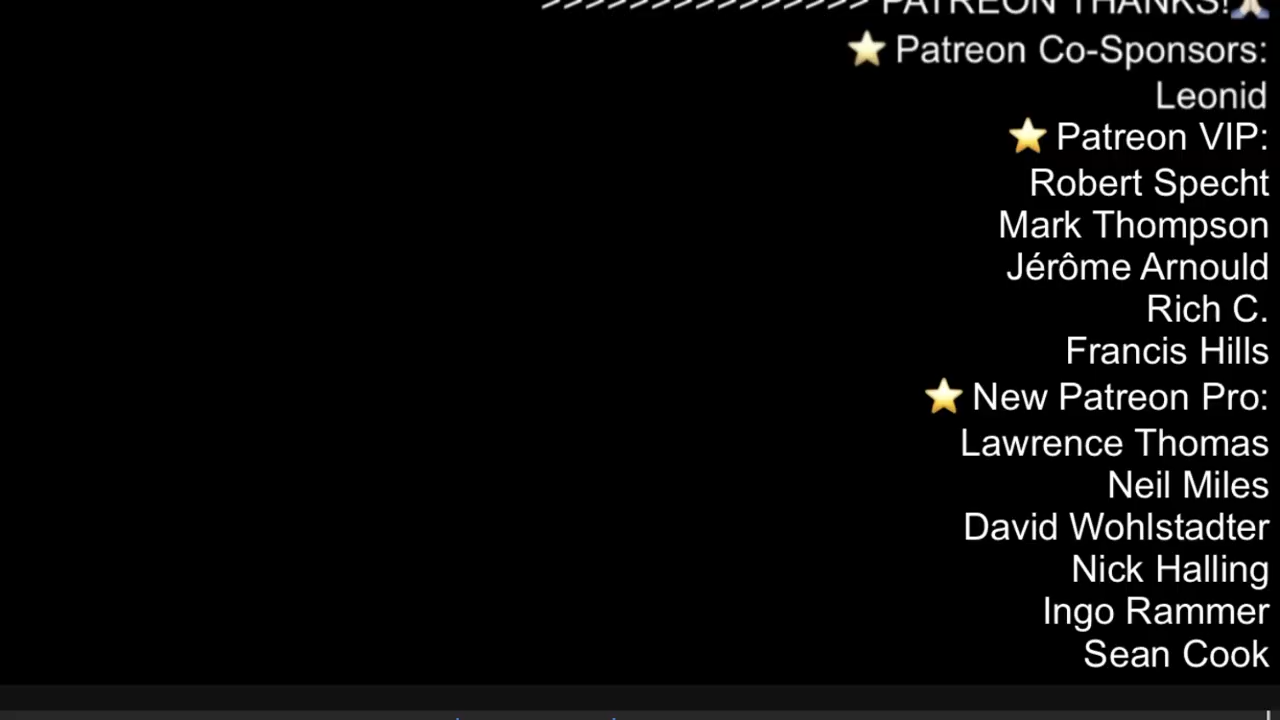 >>>>>>>>>>>>>>> PATREON THANKS!🙏🏻
⭐ Patreon Co-Sponsors:
Leonid
⭐ Patreon VIP:
Robert Specht
Mark Thompson
Jérôme Arnould
Rich C.
Francis Hills
⭐ New Patreon Pro:
Lawrence Thomas
Neil Miles
David Wohlstadter
Nick Halling
Ingo Rammer
Sean Cook